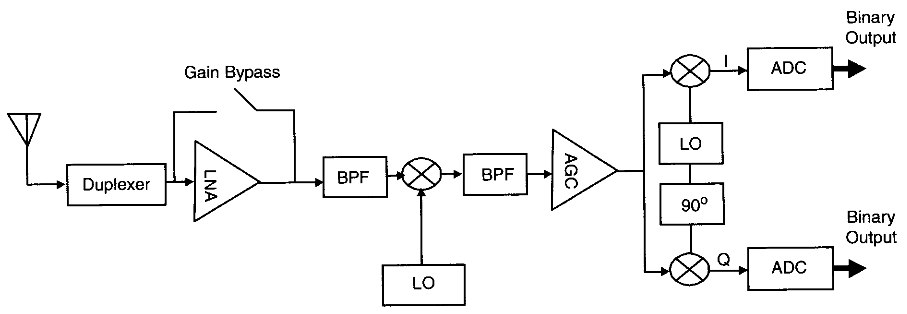 Binary
Output
Gain Bypass
I
ADC
LO
Duplexer
LNA
BPF
BPF
AGC
90°
Binary
Output
LO
Q
ADC